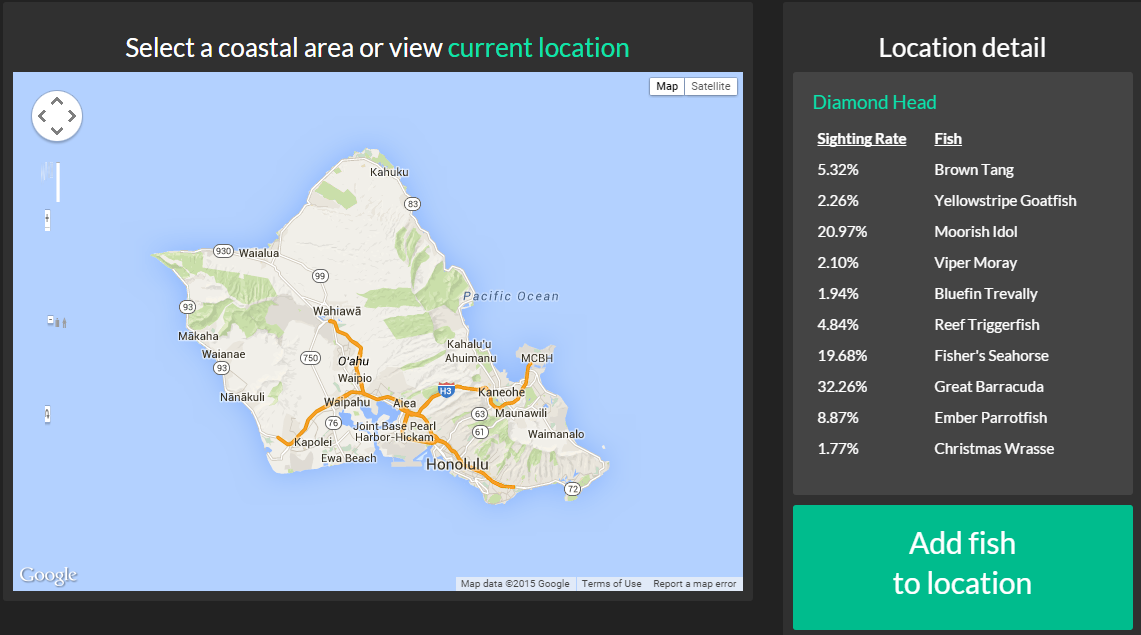 Select a coastal area or view current location
Map Satellite
Kahuku
83
930 Waialua
99
Pacific Ocean
93
Wahiawā
Mākaha
Kahalu'u
Ahuimanu
Waianae
750
O'ahu
MCBH
93
Waipio
H3
Kaneohe
Nānākuli
Waipahu
Aiea
63
Maunawili
76
Joint Base Pearl
Harbor-Hickam
61
Waimanalo
Kapolei
Ewa Beach
Honolulu
72
Google
Map data ©2015 Google Terms of Use Report a map error
Location detail
Diamond Head
Sighting Rate Fish
5.32% Brown Tang
2.26% Yellowstripe Goatfish
20.97% Moorish Idol
2.10% Viper Moray
1.94% Bluefin Trevally
4.84% Reef Triggerfish
19.68% Fisher's Seahorse
32.26% Great Barracuda
8.87% Ember Parrotfish
1.77% Christmas Wrasse
Add fish
to location